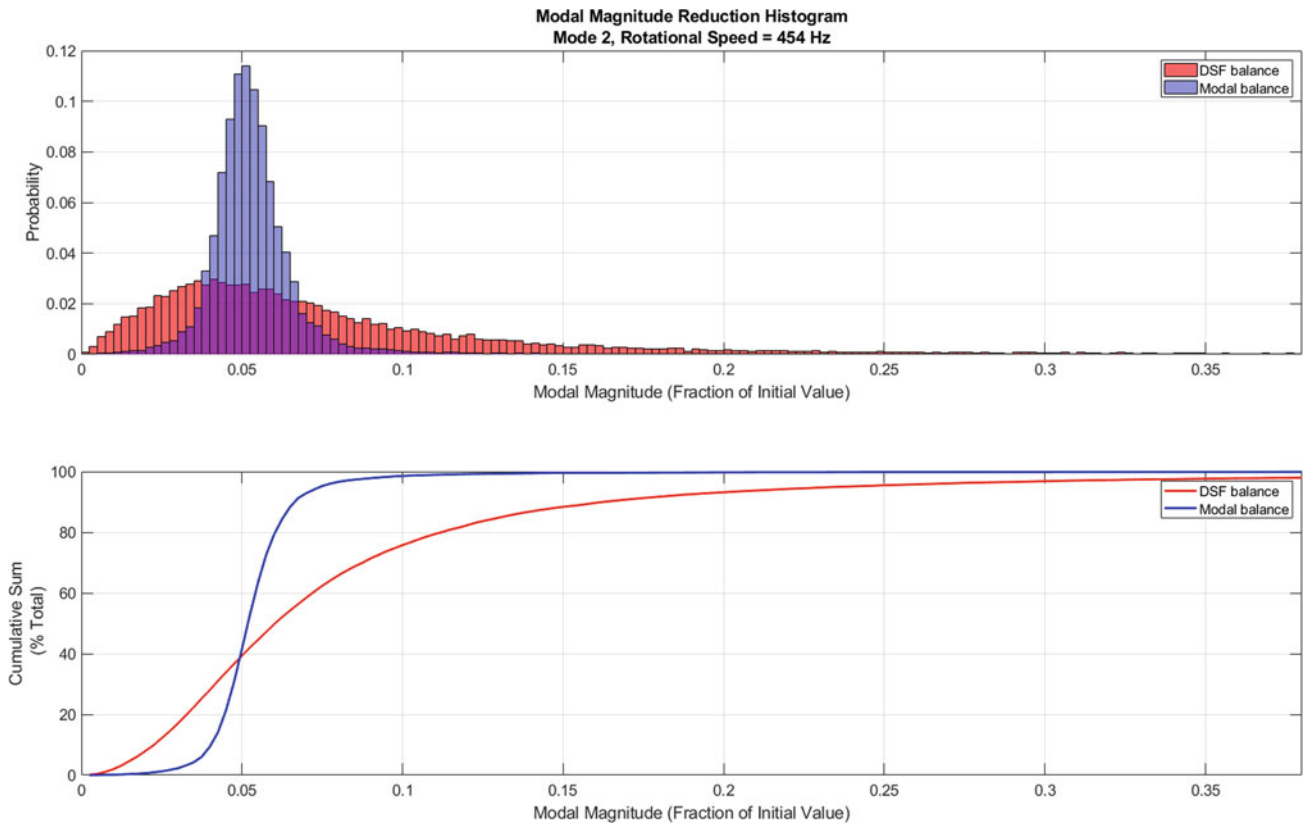 Modal Magnitude Reduction Histogram
Mode 2, Rotational Speed = 454 Hz
0.12
0.1
0.08
0.06
0.04
0.02
0
Probability
DSF balance
Modal balance
0 0.05 0.1 0.15 0.2 0.25 0.3 0.35
Modal Magnitude (Fraction of Initial Value)
100
80
60
40
20
0
Cumulative Sum
(% Total)
DSF balance
Modal balance
0 0.05 0.1 0.15 0.2 0.25 0.3 0.35
Modal Magnitude (Fraction of Initial Value)